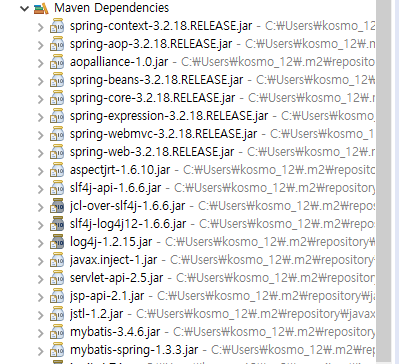 Maven Dependencies
spring-context-3.2.18.RELEASE.jar - C:₩Users₩kosmo_12
spring-aop-3.2.18.RELEASE.jar - C:₩Users₩kosmo_12₩.m2
aopalliance-1.0.jar - C:₩Users₩kosmo_12₩.m2₩reposito
spring-beans-3.2.18.RELEASE.jar - C:₩Users₩kosmo_12₩
spring-core-3.2.18.RELEASE.jar - C:₩Users₩kosmo_12₩.m
spring-expression-3.2.18.RELEASE.jar - C:₩Users₩kosmo
spring-webmvc-3.2.18.RELEASE.jar - C:₩Users₩kosmo_1
spring-web-3.2.18.RELEASE.jar - C:₩Users₩kosmo_12₩.m
aspectjrt-1.6.10.jar - C:₩Users₩kosmo_12₩.m2₩repositor
slf4j-api-1.6.6.jar - C:₩Users₩kosmo_12₩.m2₩repository
jcl-over-slf4j-1.6.6.jar - C:₩Users₩kosmo_12₩.m2₩repos
slf4j-log4j12-1.6.6.jar - C:₩Users₩kosmo_12₩.m2₩repos
log4j-1.2.15.jar - C:₩Users₩kosmo_12₩.m2₩repository₩l
javax.inject-1.jar - C:₩Users₩kosmo_12₩.m2₩repository₩
servlet-api-2.5.jar - C:₩Users₩kosmo_12₩.m2₩repository
jsp-api-2.1.jar - C:₩Users₩kosmo_12₩.m2₩repository₩ja
jstl-1.2.jar - C:₩Users₩kosmo_12₩.m2₩repository₩javax
mybatis-3.4.6.jar - C:₩Users₩kosmo_12₩.m2₩repository
mybatis-spring-1.3.3.jar - C:₩Users₩kosmo_12₩.m2₩rep